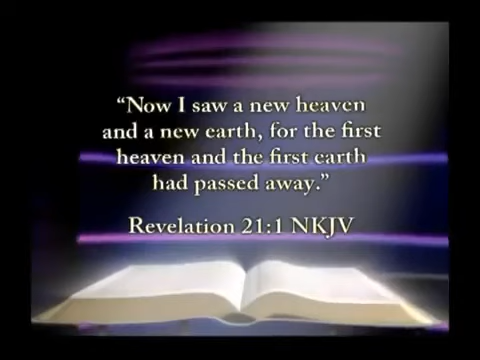 “Now I saw a new heaven
and a new earth, for the first
heaven and the first earth
had passed away.”
Revelation 21:1 NKJV